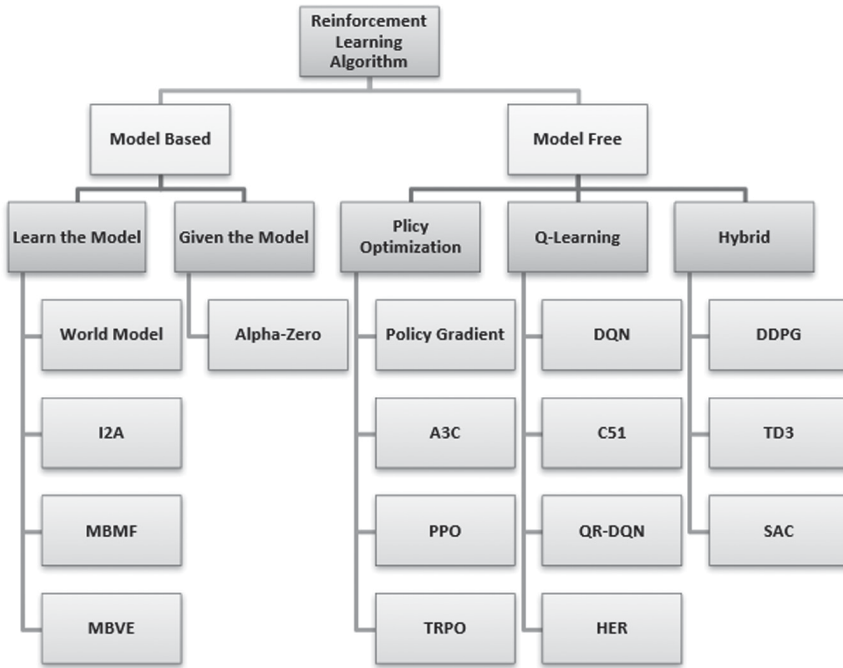 Reinforcement
Learning
Algorithm
Model Based
Model Free
Learn the Model
Given the Model
Plicy
Optimization
Q-Learning
Hybrid
World Model
Alpha-Zero
Policy Gradient
DQN
DDPG
I2A
A3C
C51
TD3
MBMF
PPO
QR-DQN
SAC
MBVE
TRPO
HER